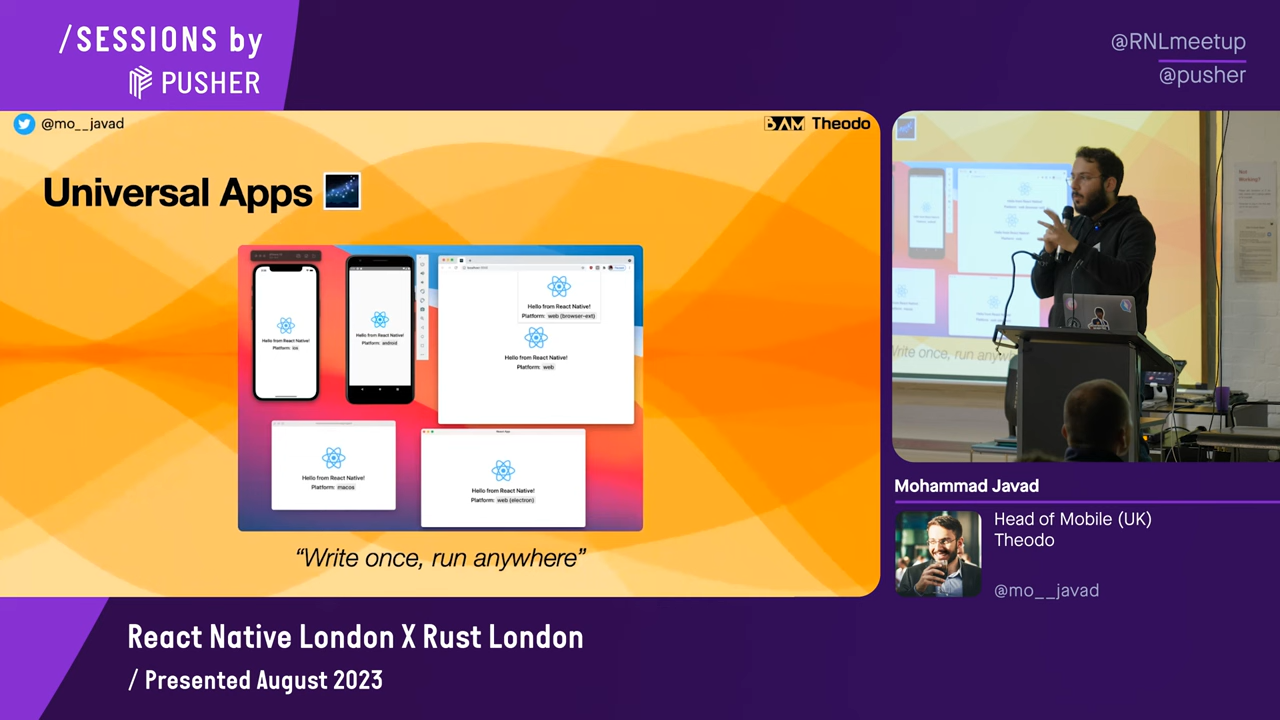 /SESSIONS by
PUSHER
@RNLmeetup
@pusher
@mo__javad
BAM Theodo
Universal Apps
Hello from React Native!
Platform: ios
Hello from React Native!
Platform: android
Hello from React Native!
Platform: web (browser-ext)
Hello from React Native!
Platform: web
Hello from React Native!
Platform: macos
Hello from React Native!
Platform: web (electron)
“Write once, run anywhere”
Write once, run anywh
Mohammad Javad
Head of Mobile (UK)
Theodo
@mo__javad
React Native London X Rust London
/ Presented August 2023